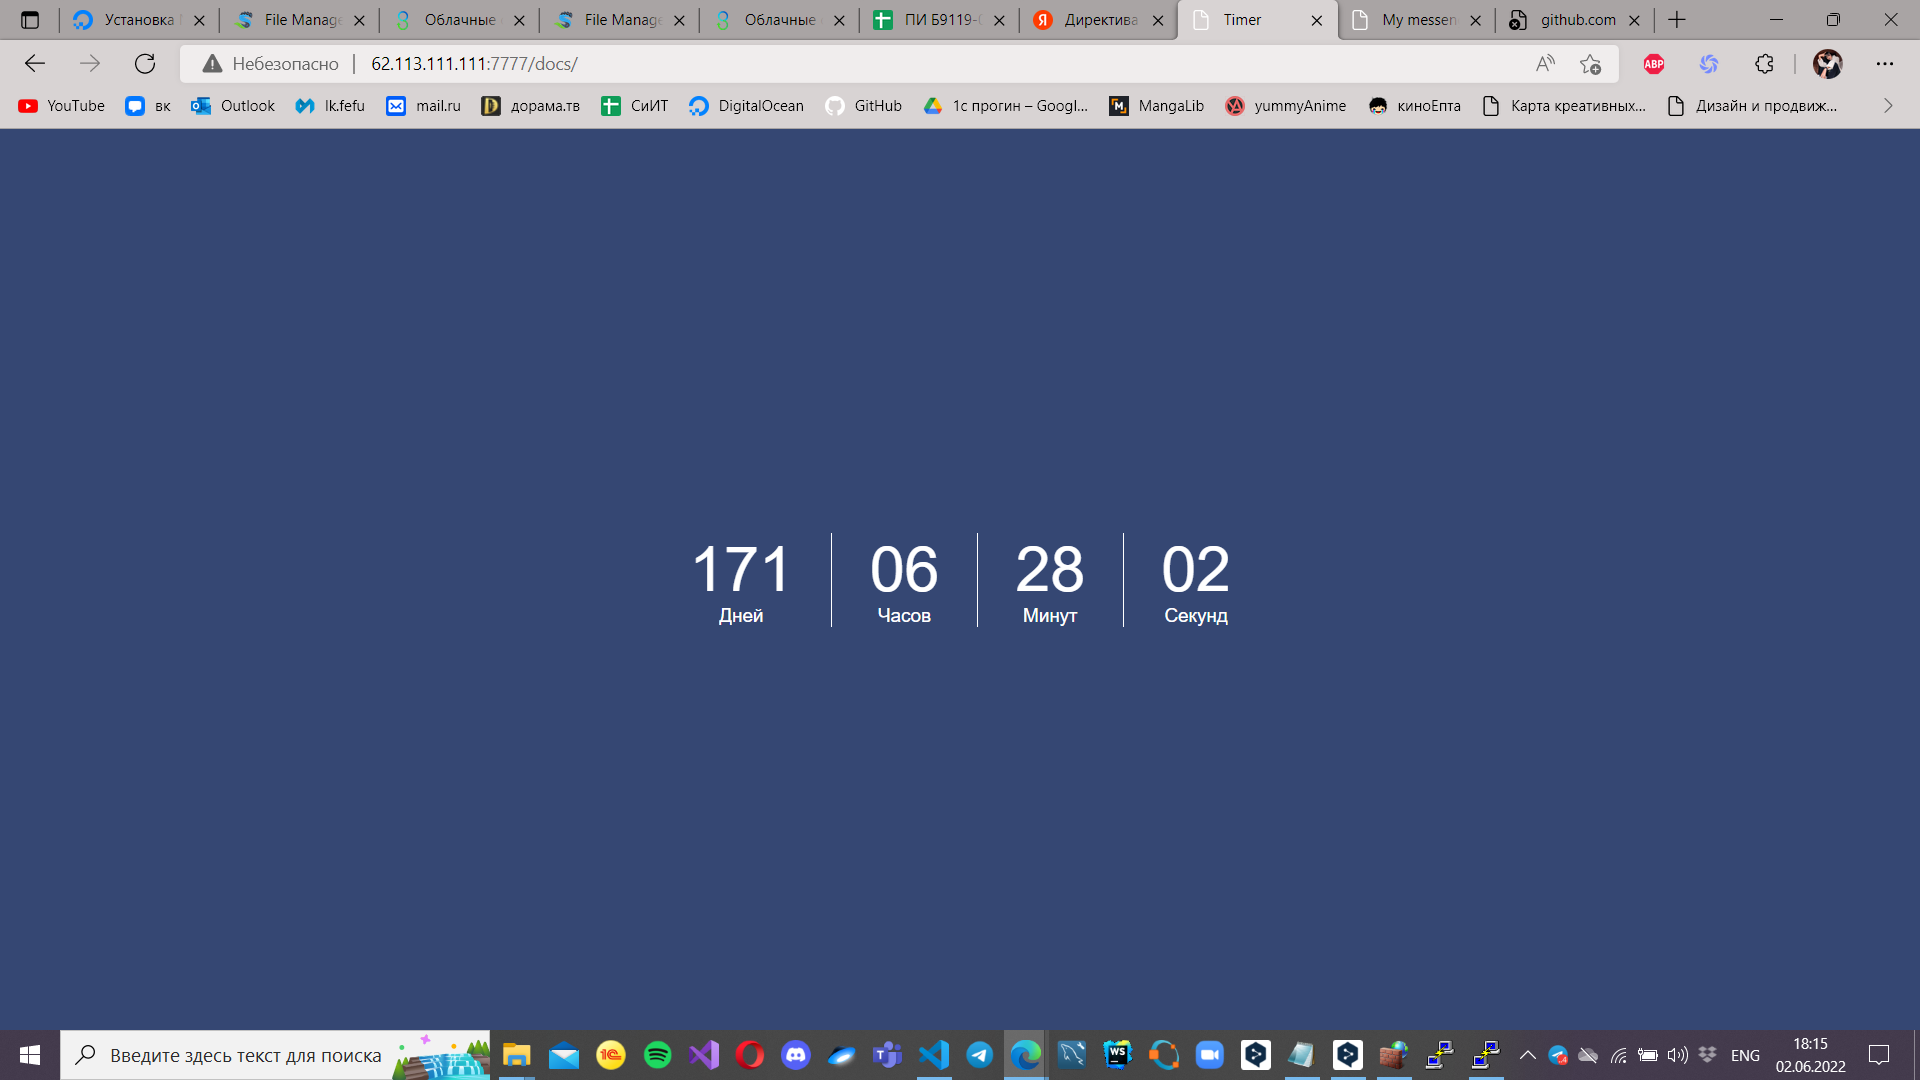 Установка
File Manage
Облачные
File Manage
Облачные
ПИ Б9119-0
Директива
Timer
My messen
github.com
Небезопасно 62.113.111.111:7777/docs/
YouTube вк Outlook lk.fefu mail.ru дорама.тв СиИТ DigitalOcean GitHub 1с прогин – Googl... MangaLib yummyAnime киноЕпта Карта креативных... Дизайн и продвиж...
171 06 28 02
Дней Часов Минут Секунд
Введите здесь текст для поиска
ENG
18:15
02.06.2022